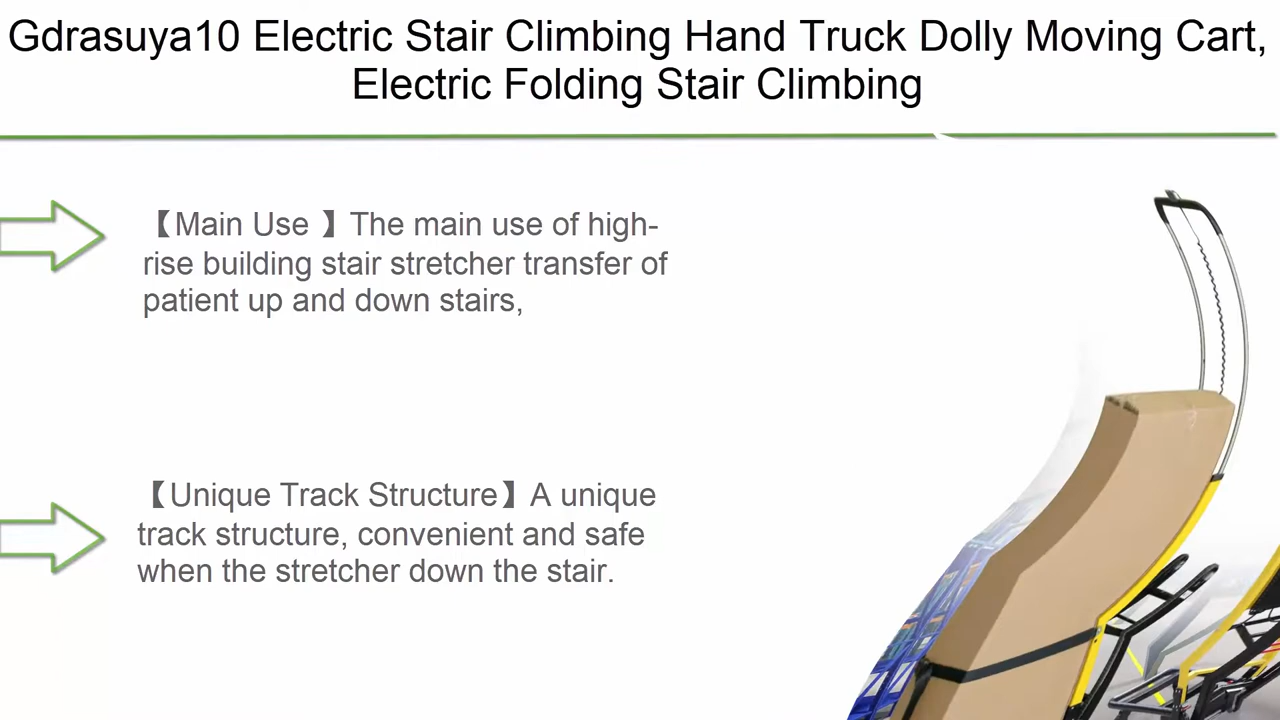 Gdrasuya10 Electric Stair Climbing Hand Truck Dolly Moving Cart,
Electric Folding Stair Climbing
【Main Use 】The main use of high-
rise building stair stretcher transfer of
patient up and down stairs,
【Unique Track Structure】A unique
track structure, convenient and safe
when the stretcher down the stair.